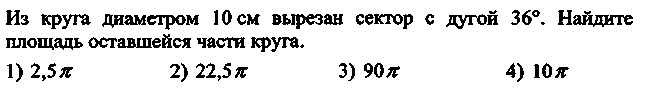 Из круга диаметром 10 см вырезан сектор с дугой 36°. Найдите
площадь оставшейся части круга.
1) 2,5π 2) 22,5π 3) 90π 4) 10π